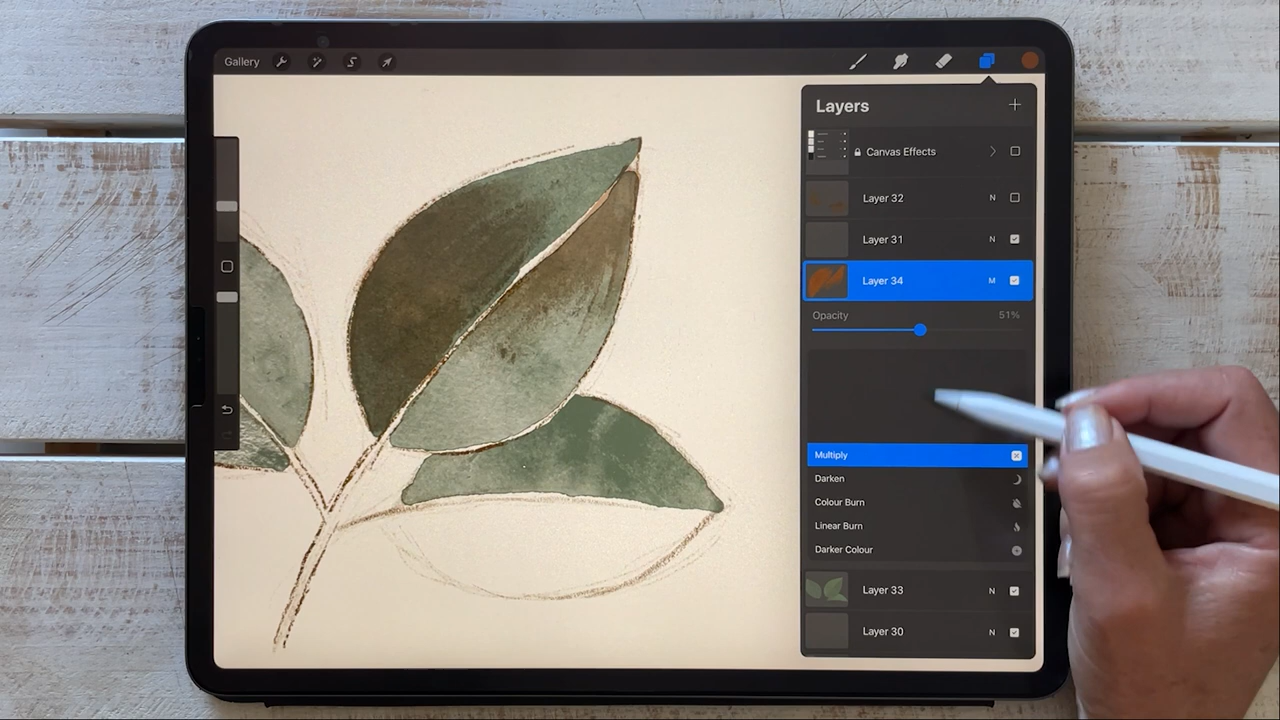 Gallery
Layers
Canvas Effects
Layer 32 N
Layer 31 N
Layer 34 M
Opacity 51%
Multiply
Darken
Colour Burn
Linear Burn
Darker Colour
Layer 33 N
Layer 30 N